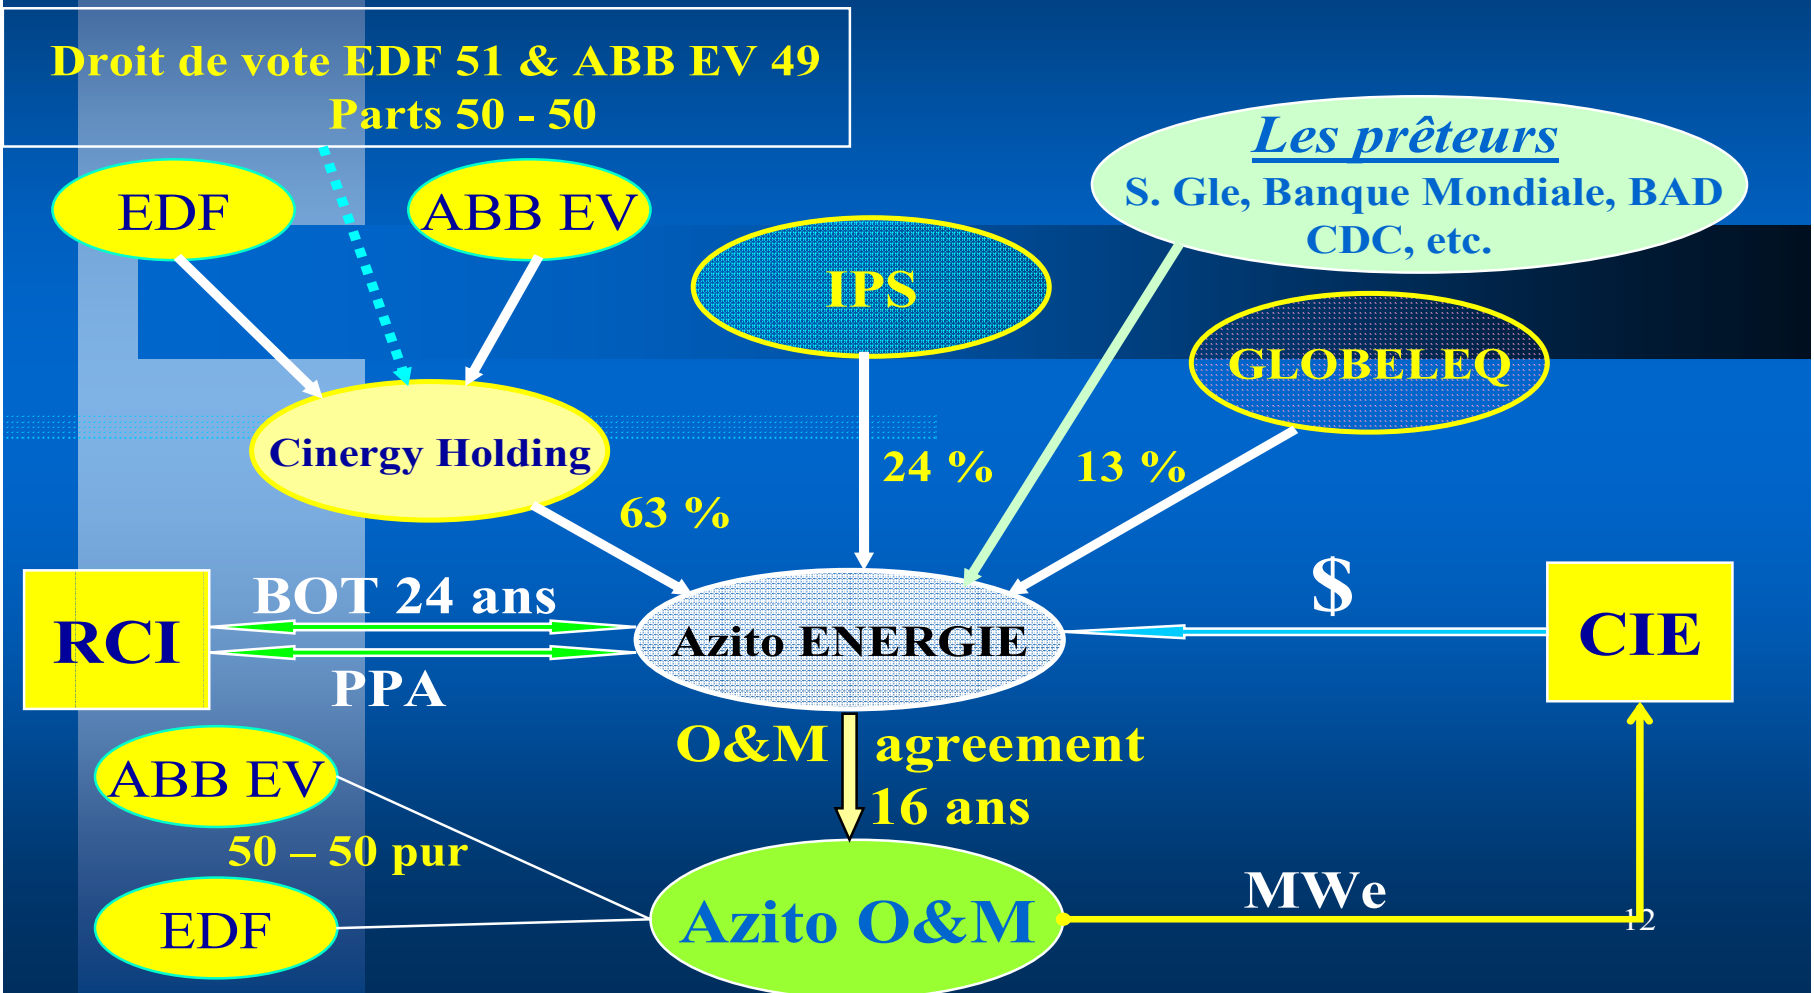 Droit de vote EDF 51 & ABB EV 49
Parts 50 - 50
Les prêteurs
S. Gle, Banque Mondiale, BAD
CDC, etc.
EDF
ABB EV
IPS
GLOBELEQ
Cinergy Holding
63 %
24 %
13 %
RCI
BOT 24 ans
PPA
Azito ENERGIE
$
CIE
O&M agreement
16 ans
ABB EV
50 – 50 pur
EDF
Azito O&M
MWe
12